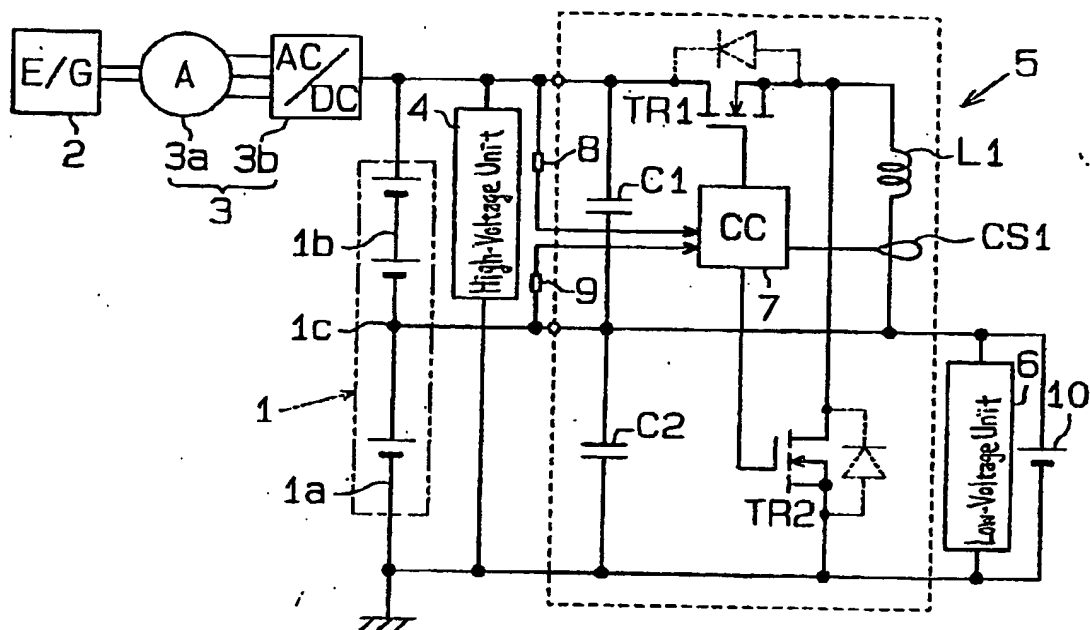 E/G
A
AC/DC
2
3a
3b
3
4
High-Voltage Unit
8
C1
TR1
5
L1
CC
CS1
7
1b
9
1c
1
C2
1a
TR2
6
Low-Voltage Unit
10